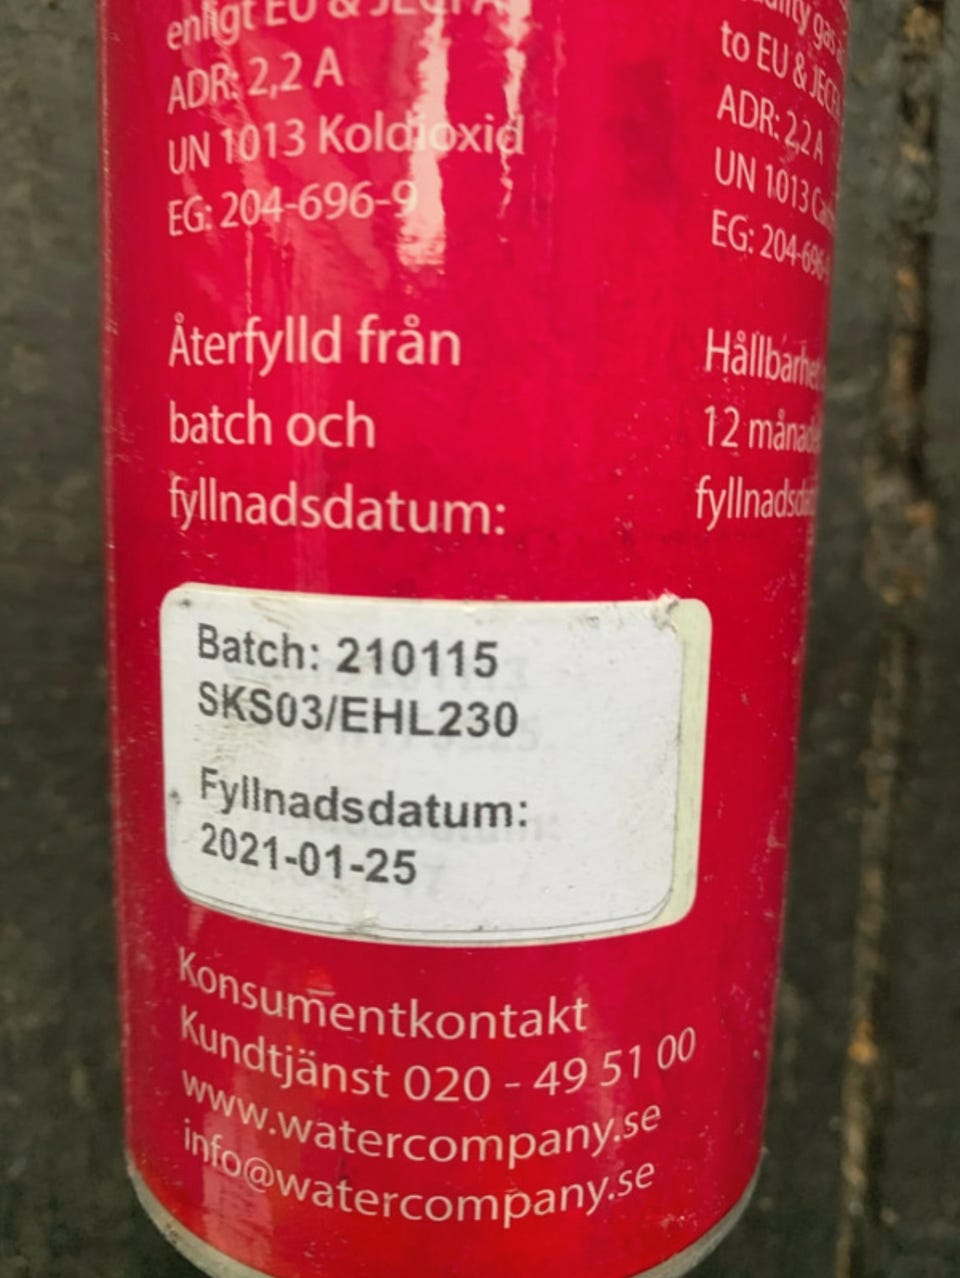 enligt EU & JECFA
ADR: 2,2 A
UN 1013 Koldioxid
EG: 204-696-9
Återfylld från
batch och
fyllnadsdatum:
Batch: 210115
SKS03/EHL230
Fyllnadsdatum:
2021-01-25
Konsumentkontakt
Kundtjänst 020 - 49 51 00
www.watercompany.se
info@watercompany.se
gas
to EU & JECFA
ADR: 2,2 A
UN 1013
EG: 204-696
Hållbarhet
12